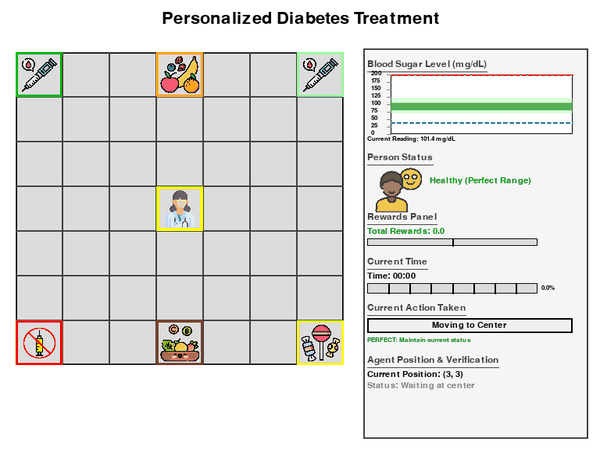 Personalized Diabetes Treatment
Blood Sugar Level (mg/dL)
200
175
150
125
100
75
50
25
0
Current Reading: 101.4 mg/dL
Person Status
Healthy (Perfect Range)
Rewards Panel
Total Rewards: 0.0
Current Time
Time: 00:00
0.0%
Current Action Taken
Moving to Center
PERFECT: Maintain current status
Agent Position & Verification
Current Position: (3, 3)
Status: Waiting at center